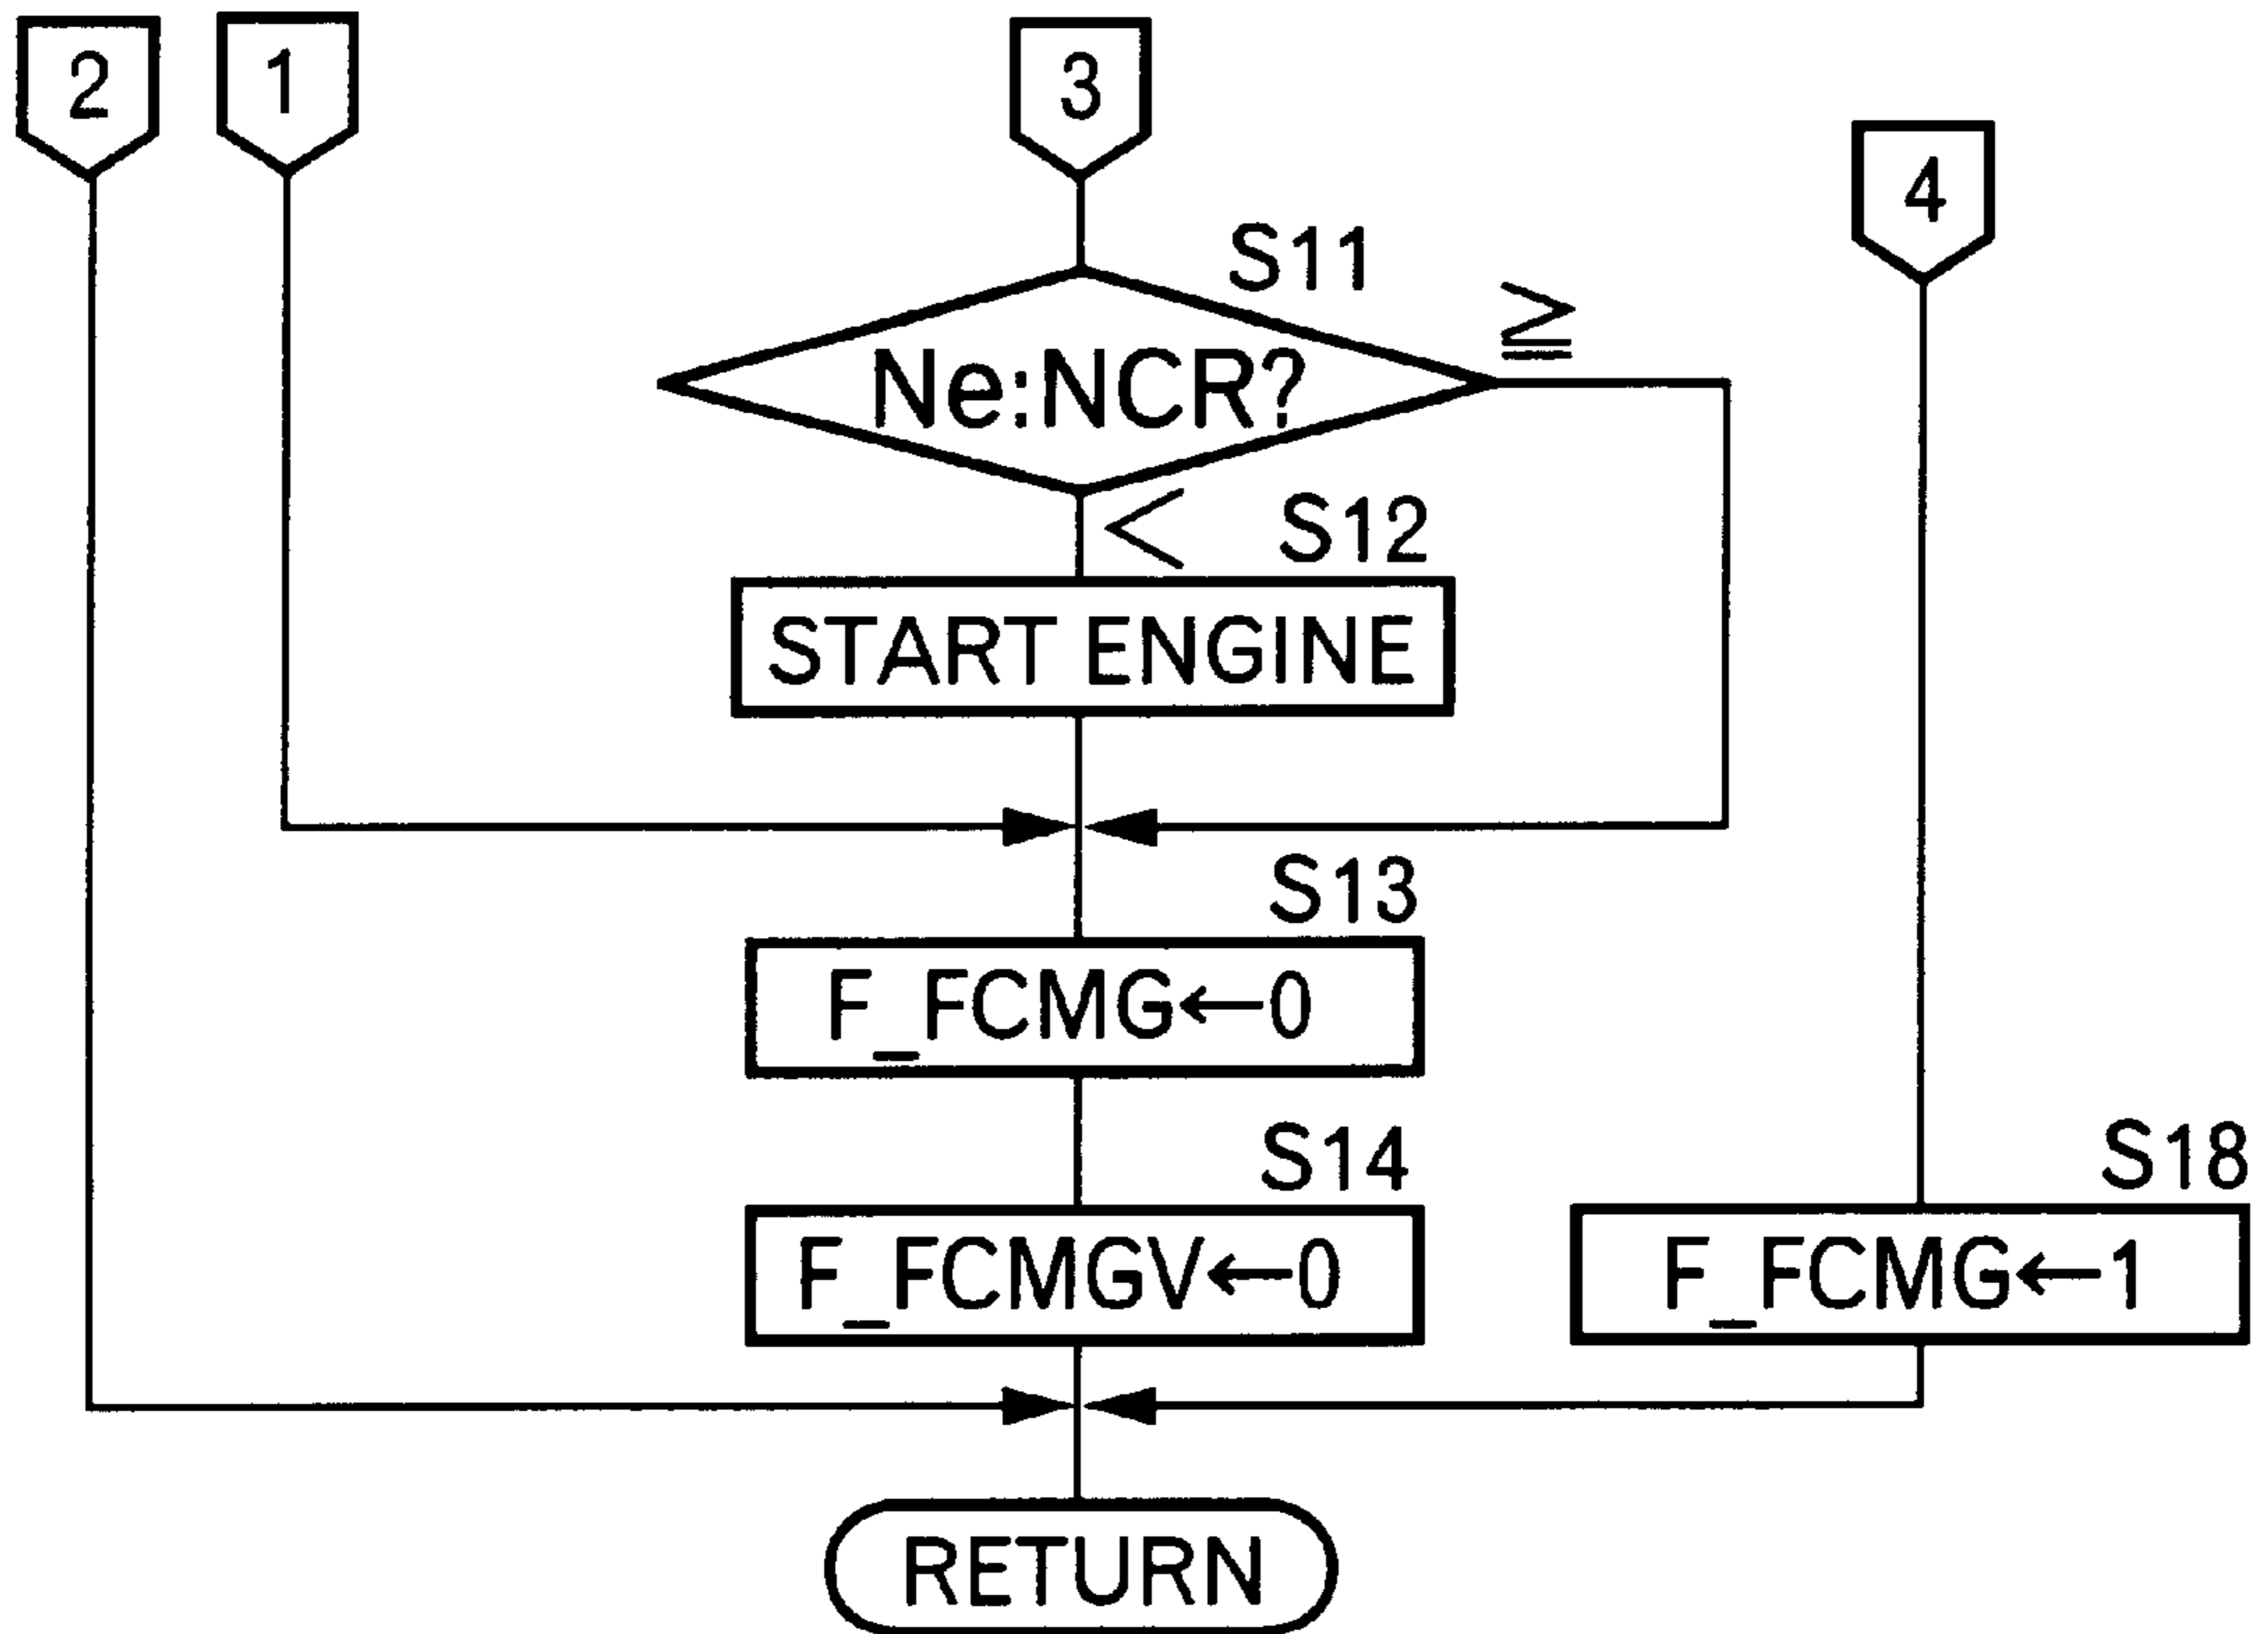 2
1
3
4
S11
≧
Ne:NCR?
<
S12
START ENGINE
S13
F_FCMG←0
S14
S18
F_FCMGV←0
F_FCMG←1
RETURN